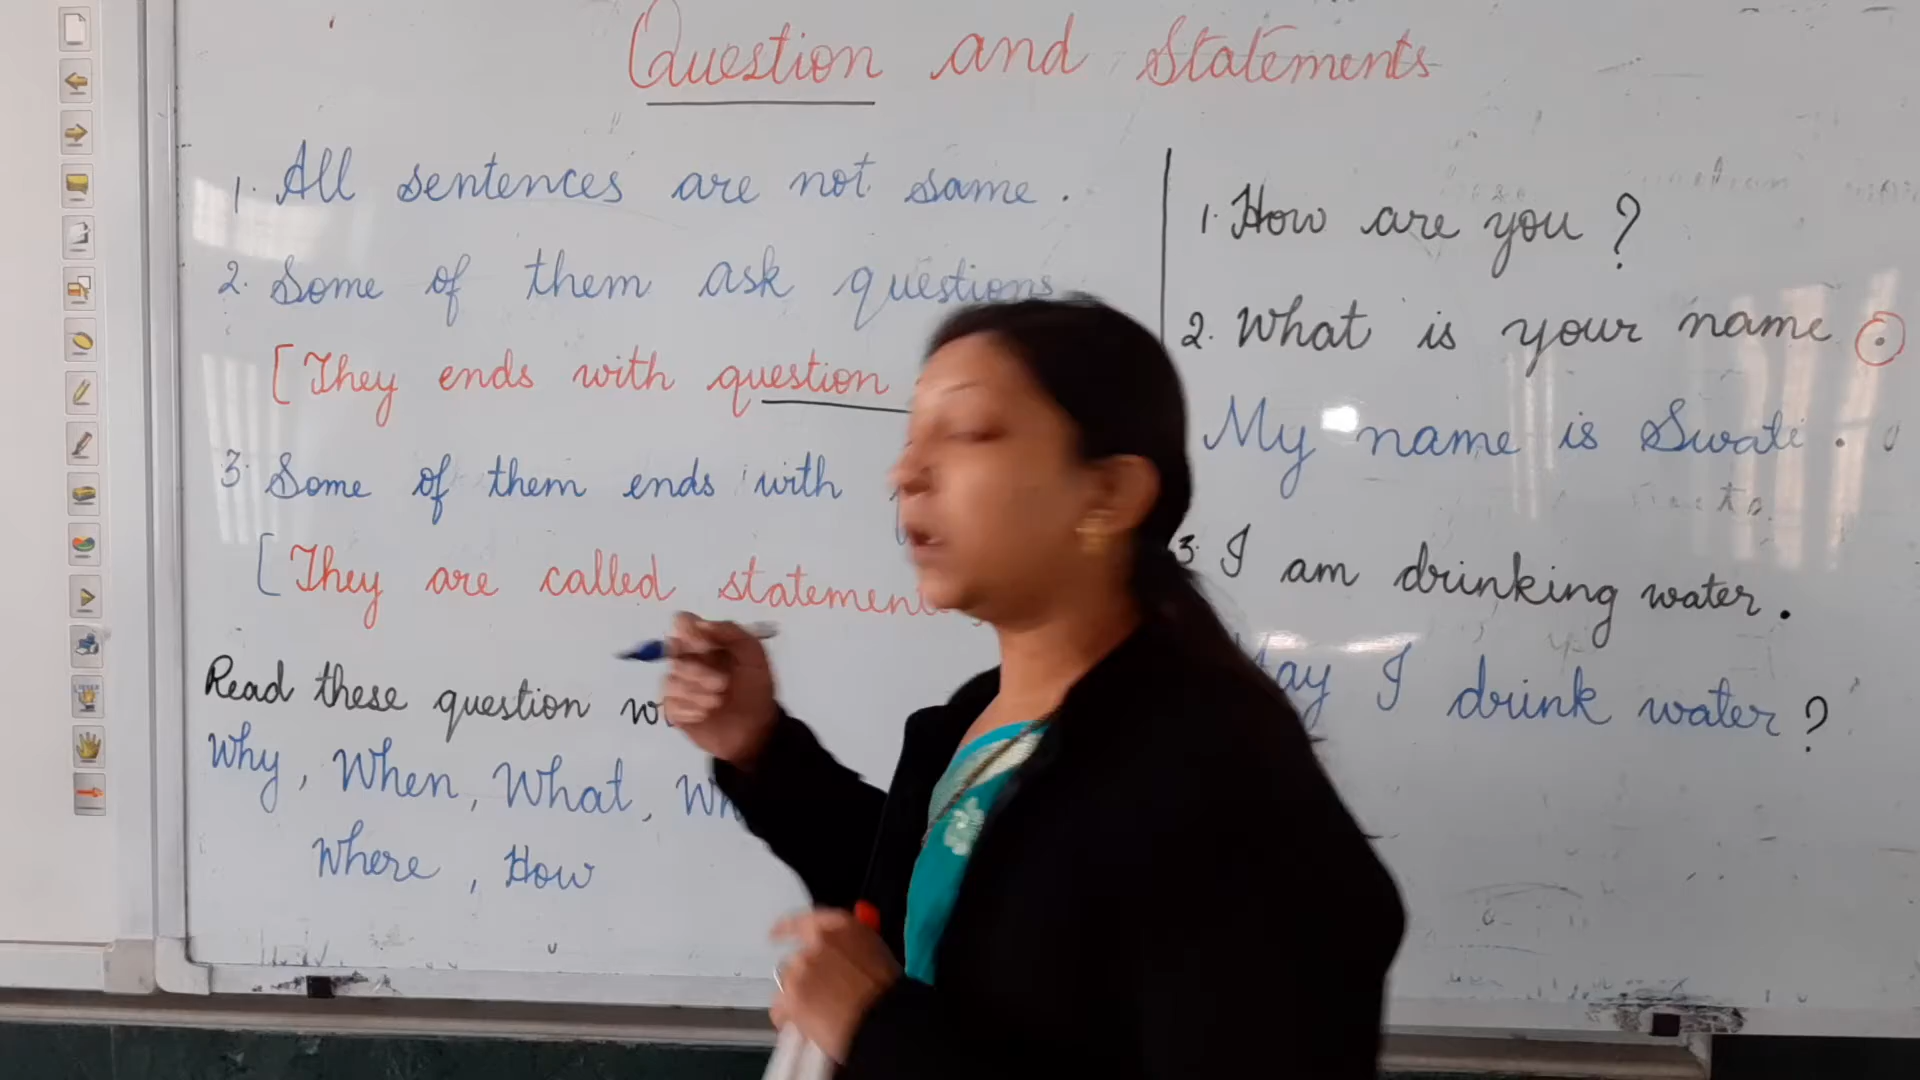 Question and Statements
1. All sentences are not same.
2. Some of them ask questions
[They ends with question
3. Some of them ends with
[They are called statement
Read these question
Why, When, What,
Where, How
1. How are you?
2. What is your name.
My name is Swati.
3. I am drinking water.
I drink water?